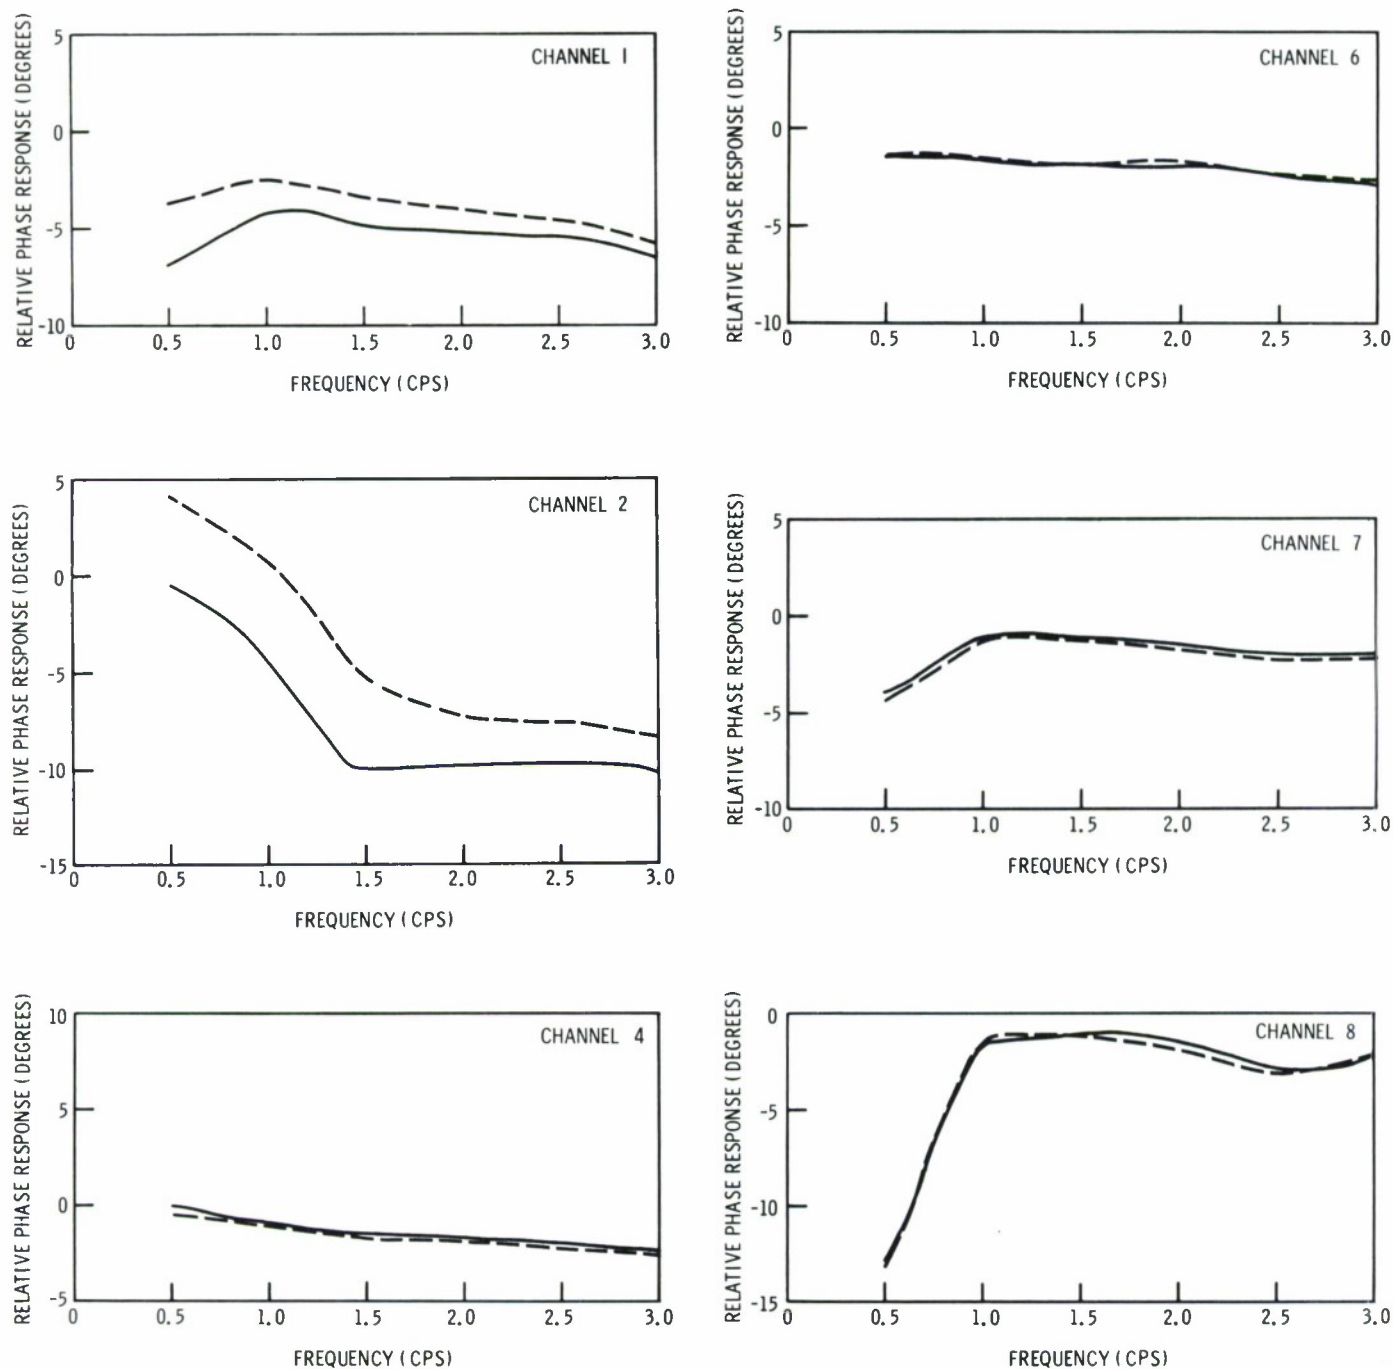 CHANNEL 1
RELATIVE PHASE RESPONSE (DEGREES)
5
0
-5
-10
0 0.5 1.0 1.5 2.0 2.5 3.0
FREQUENCY (CPS)
CHANNEL 6
RELATIVE PHASE RESPONSE (DEGREES)
5
0
-5
-10
0 0.5 1.0 1.5 2.0 2.5 3.0
FREQUENCY (CPS)
CHANNEL 2
RELATIVE PHASE RESPONSE (DEGREES)
5
0
-5
-10
-15
0 0.5 1.0 1.5 2.0 2.5 3.0
FREQUENCY (CPS)
CHANNEL 7
RELATIVE PHASE RESPONSE (DEGREES)
5
0
-5
-10
0 0.5 1.0 1.5 2.0 2.5 3.0
FREQUENCY (CPS)
CHANNEL 4
RELATIVE PHASE RESPONSE (DEGREES)
10
5
0
-5
0 0.5 1.0 1.5 2.0 2.5 3.0
FREQUENCY (CPS)
CHANNEL 8
RELATIVE PHASE RESPONSE (DEGREES)
0
-5
-10
-15
0 0.5 1.0 1.5 2.0 2.5 3.0
FREQUENCY (CPS)